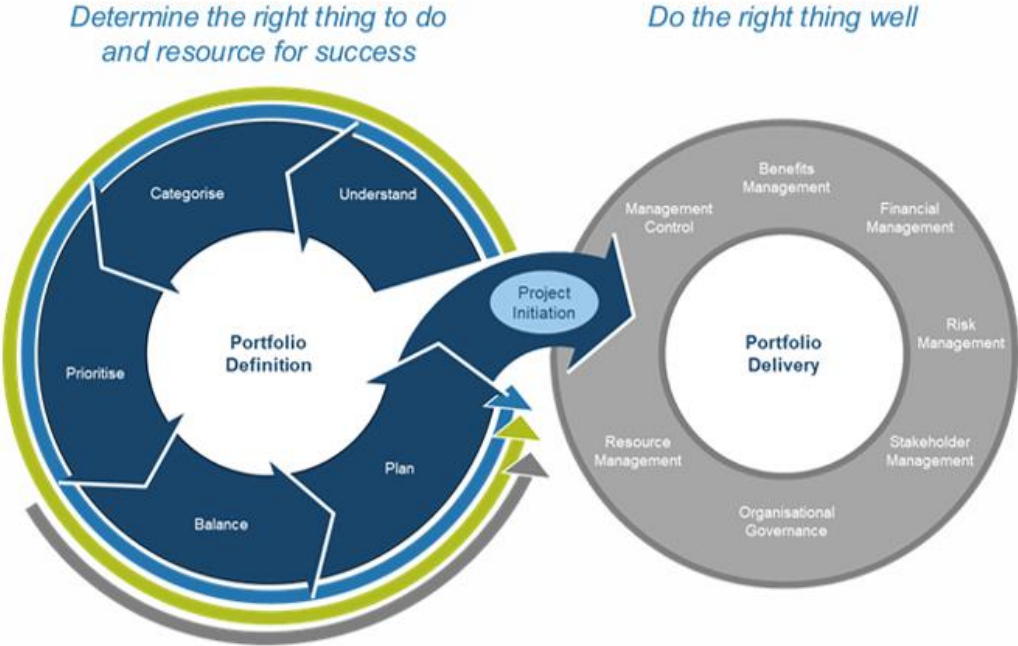 Determine the right thing to do
and resource for success
Do the right thing well
Categorise
Understand
Prioritise
Portfolio
Definition
Plan
Balance
Project
Initiation
Benefits
Management
Management
Control
Financial
Management
Risk
Management
Portfolio
Delivery
Resource
Management
Stakeholder
Management
Organisational
Governance